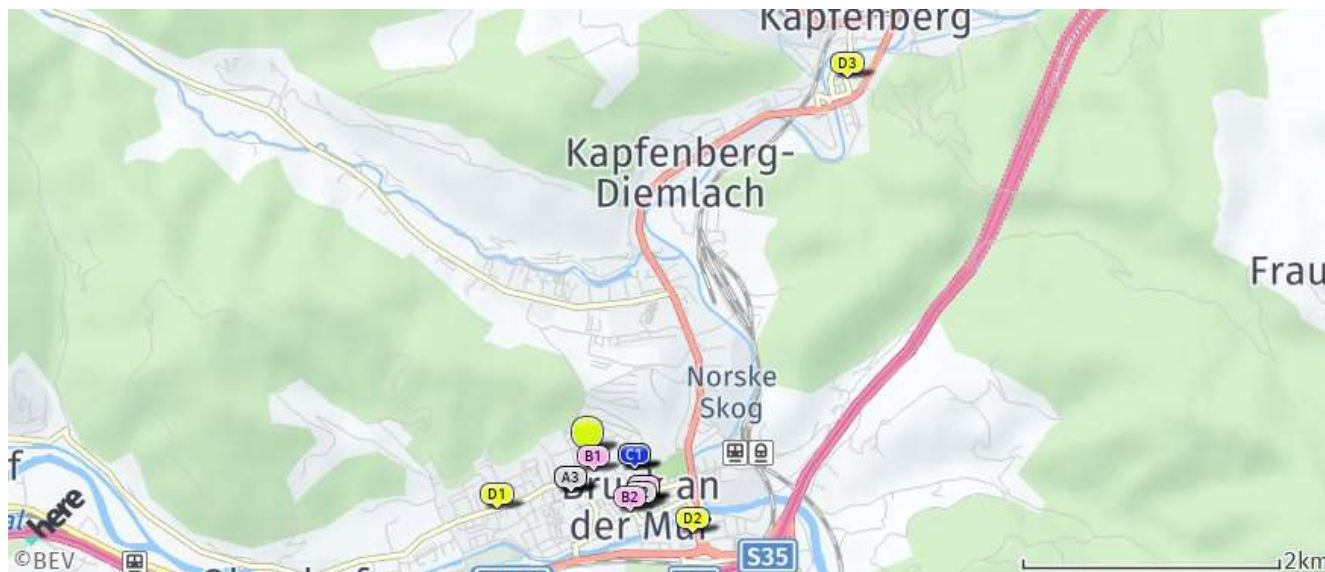 Kapfenberg
D3
Kapfenberg-
Diemlach
Frau
Norske
Skog
B1
C1
A3
D1
B2
Bruck an
der Mur
D2
f
here
©BEV
S35
2km